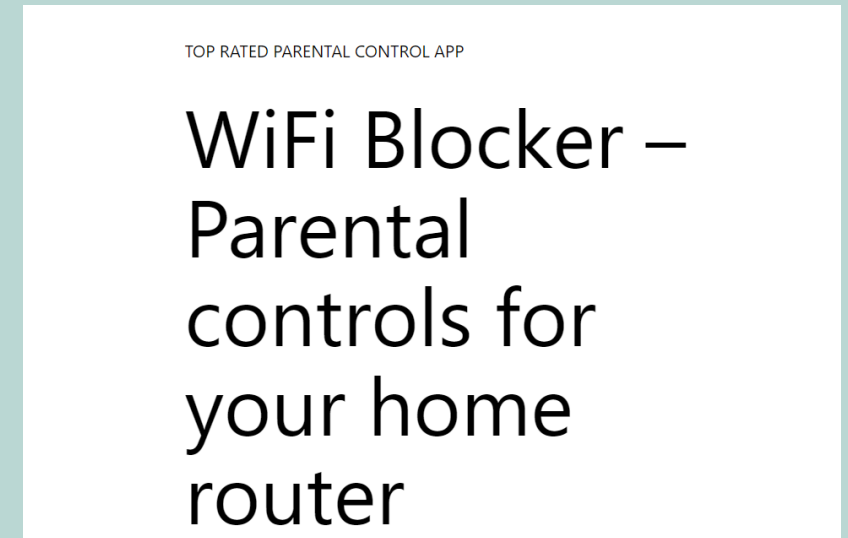 TOP RATED PARENTAL CONTROL APP
WiFi Blocker –
Parental
controls for
your home
router